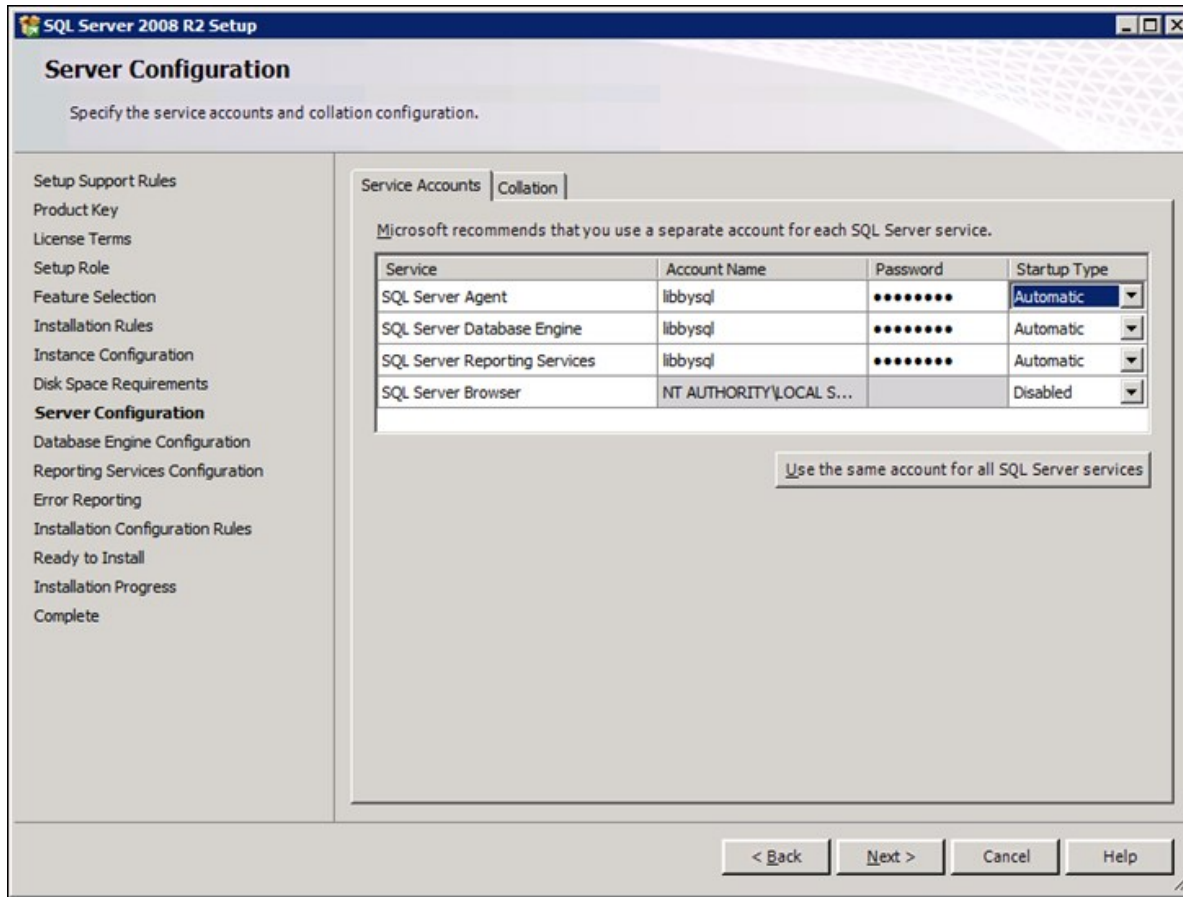 SQL Server 2008 R2 Setup
Server Configuration
Specify the service accounts and collation configuration.
Setup Support Rules
Product Key
License Terms
Setup Role
Feature Selection
Installation Rules
Instance Configuration
Disk Space Requirements
Server Configuration
Database Engine Configuration
Reporting Services Configuration
Error Reporting
Installation Configuration Rules
Ready to Install
Installation Progress
Complete
Service Accounts Collation
Microsoft recommends that you use a separate account for each SQL Server service.
Service Account Name Password Startup Type
SQL Server Agent libbysql ●●●●●●●● Automatic
SQL Server Database Engine libbysql ●●●●●●●● Automatic
SQL Server Reporting Services libbysql ●●●●●●●● Automatic
SQL Server Browser NT AUTHORITY\LOCAL S... Disabled
Use the same account for all SQL Server services
< Back Next > Cancel Help